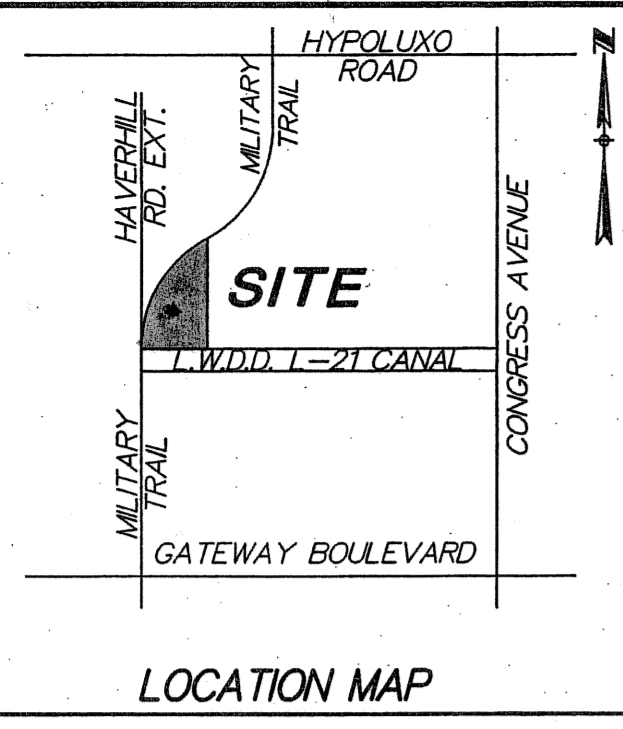 HYPOLUXO
ROAD
N
MILITARY
TRAIL
HAVERHILL
RD. EXT.
SITE
CONGRESS AVENUE
L.W.D.D. L-21 CANAL
MILITARY
TRAIL
GATEWAY BOULEVARD
LOCATION MAP